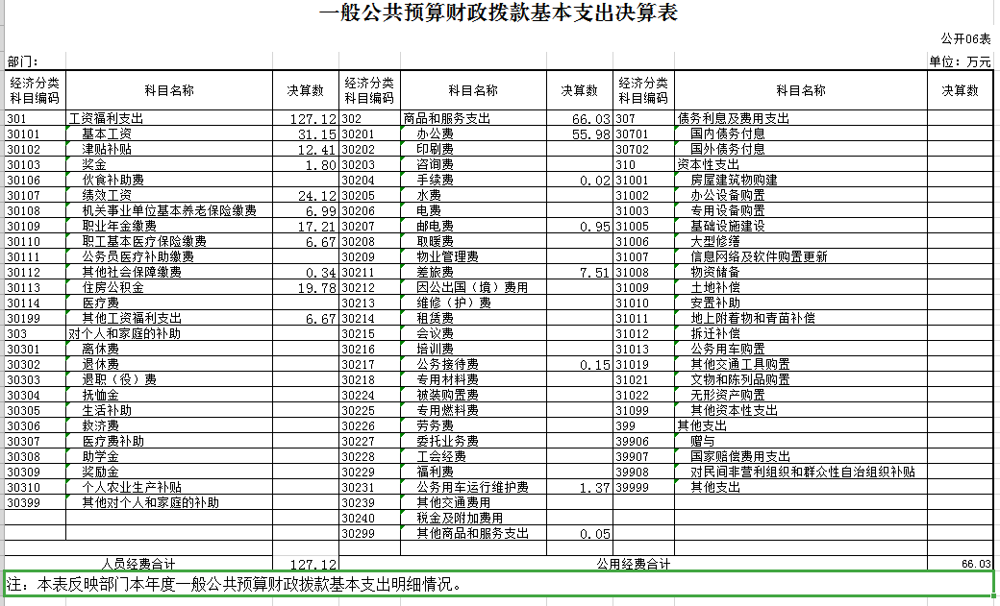 一般公共预算财政拨款基本支出决算表
公开06表
部门： 单位：万元
经济分类科目编码 科目名称 决算数 经济分类科目编码 科目名称 决算数 经济分类科目编码 科目名称 决算数
301 工资福利支出 127.12 302 商品和服务支出 66.03 307 债务利息及费用支出
30101 基本工资 31.15 30201 办公费 55.98 30701 国内债务付息
30102 津贴补贴 12.41 30202 印刷费 30702 国外债务付息
30103 奖金 1.80 30203 咨询费 310 资本性支出
30106 伙食补助费 30204 手续费 0.02 31001 房屋建筑物购建
30107 绩效工资 24.12 30205 水费 31002 办公设备购置
30108 机关事业单位基本养老保险缴费 6.99 30206 电费 31003 专用设备购置
30109 职业年金缴费 17.21 30207 邮电费 0.95 31005 基础设施建设
30110 职工基本医疗保险缴费 6.67 30208 取暖费 31006 大型修缮
30111 公务员医疗补助缴费 30209 物业管理费 31007 信息网络及软件购置更新
30112 其他社会保障缴费 0.34 30211 差旅费 7.51 31008 物资储备
30113 住房公积金 19.78 30212 因公出国（境）费用 31009 土地补偿
30114 医疗费 30213 维修（护）费 31010 安置补助
30199 其他工资福利支出 6.67 30214 租赁费 31011 地上附着物和青苗补偿
303 对个人和家庭的补助 30215 会议费 31012 拆迁补偿
30301 离休费 30216 培训费 31013 公务用车购置
30302 退休费 30217 公务接待费 0.15 31019 其他交通工具购置
30303 退职（役）费 30218 专用材料费 31021 文物和陈列品购置
30304 抚恤金 30224 被装购置费 31022 无形资产购置
30305 生活补助 30225 专用燃料费 31099 其他资本性支出
30306 救济费 30226 劳务费 399 其他支出
30307 医疗费补助 30227 委托业务费 39906 赠与
30308 助学金 30228 工会经费 39907 国家赔偿费用支出
30309 奖励金 30229 福利费 39908 对民间非营利组织和群众性自治组织补贴
30310 个人农业生产补贴 30231 公务用车运行维护费 1.37 39999 其他支出
30399 其他对个人和家庭的补助 30239 其他交通费用
30240 税金及附加费用
30299 其他商品和服务支出 0.05
人员经费合计 127.12 公用经费合计 66.03
注：本表反映部门本年度一般公共预算财政拨款基本支出明细情况。